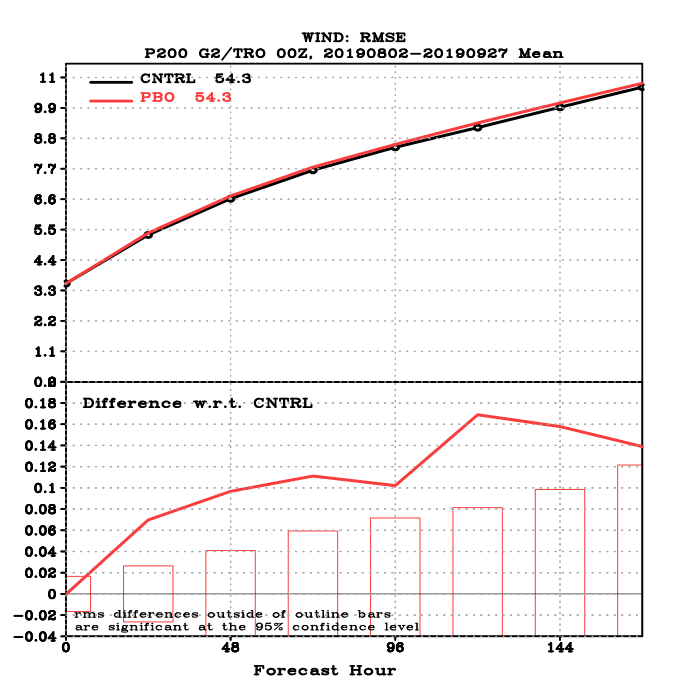 WIND: RMSE
P200 G2/TRO 00Z, 20190802-20190927 Mean
CNTRL 54.3
PBO 54.3
11
9.9
8.8
7.7
6.6
5.5
4.4
3.3
2.2
1.1
Difference w.r.t. CNTRL
0.18
0.16
0.14
0.12
0.1
0.08
0.06
0.04
0.02
0
-0.02
-0.04
rms differences outside of outline bars
are significant at the 95% confidence level
0 48 96 144
Forecast Hour